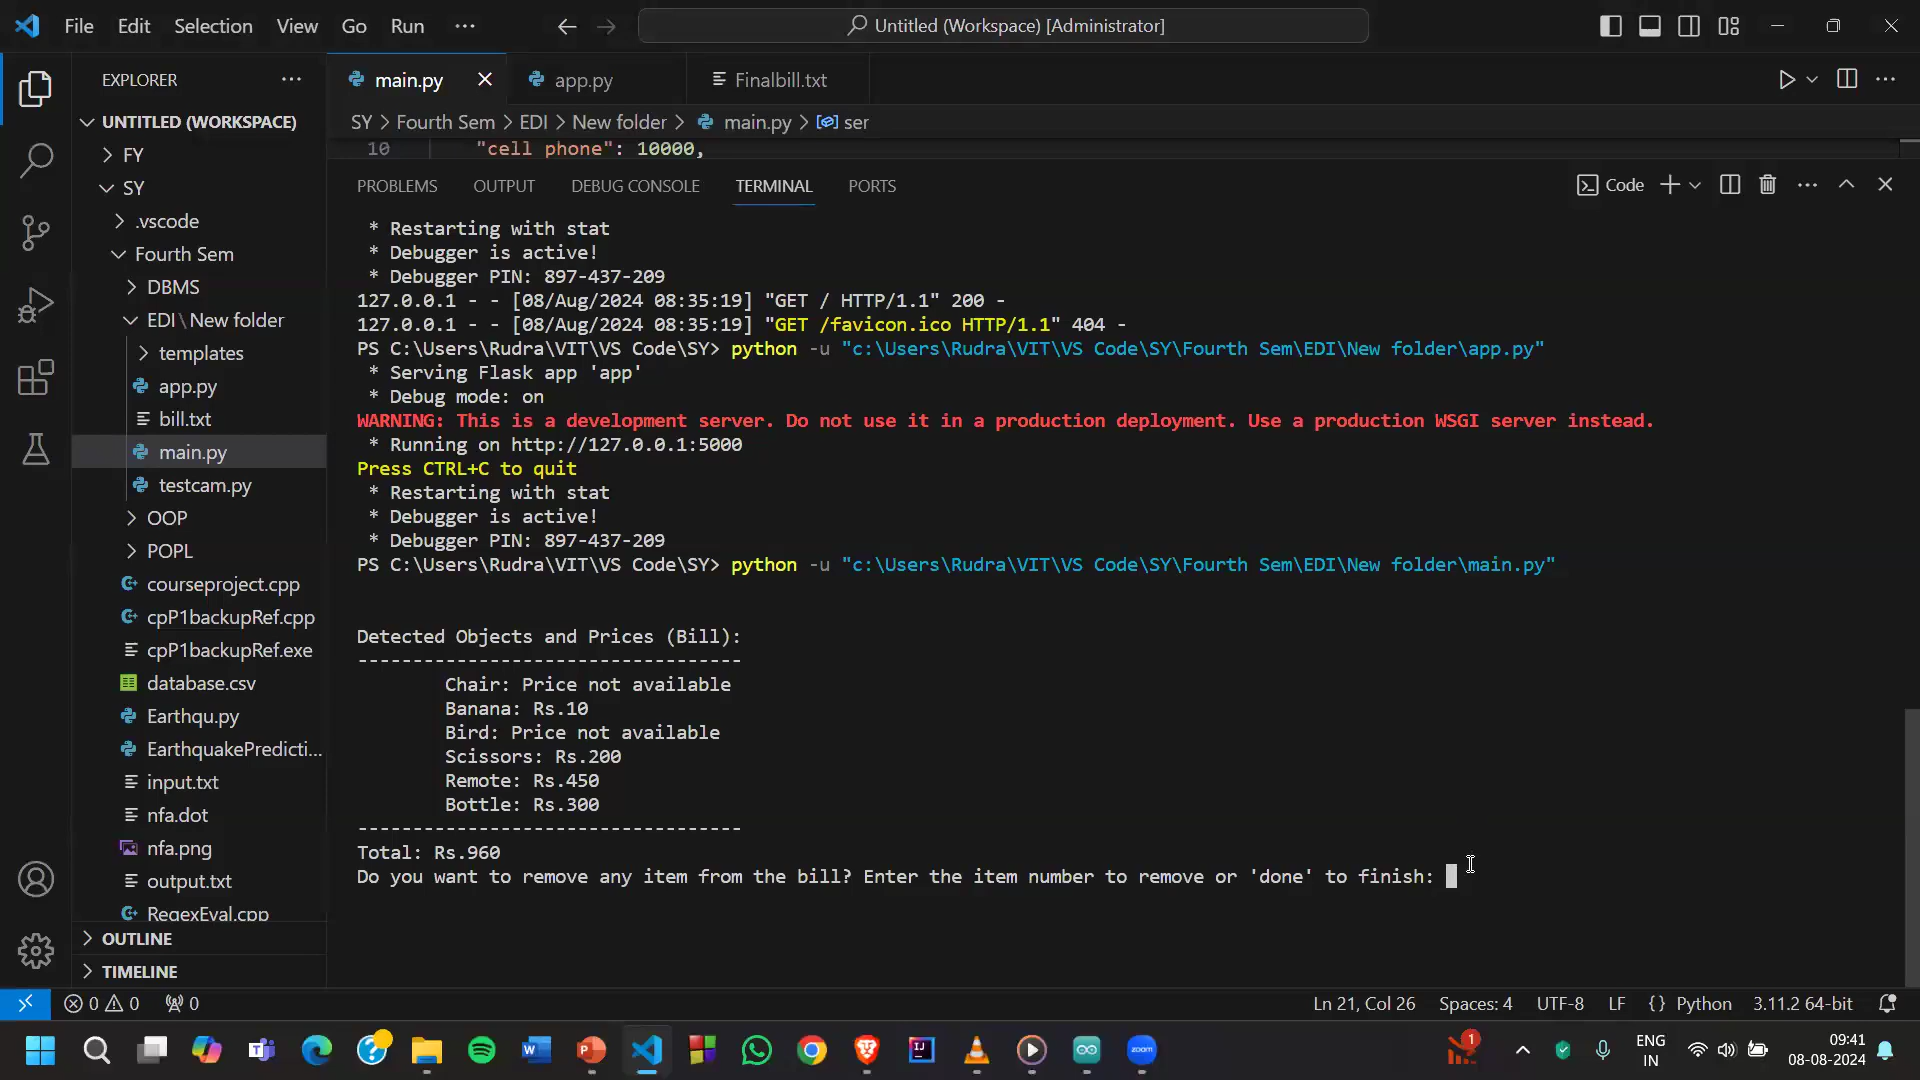 File Edit Selection View Go Run ···
Untitled (Workspace) [Administrator]
EXPLORER
main.py
app.py
Finalbill.txt
UNTITLED (WORKSPACE)
SY > Fourth Sem > EDI > New folder > main.py > ser
10 "cell phone": 10000,
FY
SY
.vscode
Fourth Sem
DBMS
EDI\New folder
templates
app.py
bill.txt
main.py
testcam.py
OOP
POPL
courseproject.cpp
cpP1backupRef.cpp
cpP1backupRef.exe
database.csv
Earthqu.py
EarthquakePredicti...
input.txt
nfa.dot
nfa.png
output.txt
RegexEval.cpp
OUTLINE
TIMELINE
PROBLEMS OUTPUT DEBUG CONSOLE TERMINAL PORTS
Code
* Restarting with stat
* Debugger is active!
* Debugger PIN: 897-437-209
127.0.0.1 - - [08/Aug/2024 08:35:19] "GET / HTTP/1.1" 200 -
127.0.0.1 - - [08/Aug/2024 08:35:19] "GET /favicon.ico HTTP/1.1" 404 -
PS C:\Users\Rudra\VIT\VS Code\SY> python -u "c:\Users\Rudra\VIT\VS Code\SY\Fourth Sem\EDI\New folder\app.py"
* Serving Flask app 'app'
* Debug mode: on
WARNING: This is a development server. Do not use it in a production deployment. Use a production WSGI server instead.
* Running on http://127.0.0.1:5000
Press CTRL+C to quit
* Restarting with stat
* Debugger is active!
* Debugger PIN: 897-437-209
PS C:\Users\Rudra\VIT\VS Code\SY> python -u "c:\Users\Rudra\VIT\VS Code\SY\Fourth Sem\EDI\New folder\main.py"
Detected Objects and Prices (Bill):
-----------------------------------
Chair: Price not available
Banana: Rs.10
Bird: Price not available
Scissors: Rs.200
Remote: Rs.450
Bottle: Rs.300
-----------------------------------
Total: Rs.960
Do you want to remove any item from the bill? Enter the item number to remove or 'done' to finish:
0 0 0
Ln 21, Col 26 Spaces: 4 UTF-8 LF {} Python 3.11.2 64-bit
zoom
1
ENG
IN
09:41
08-08-2024